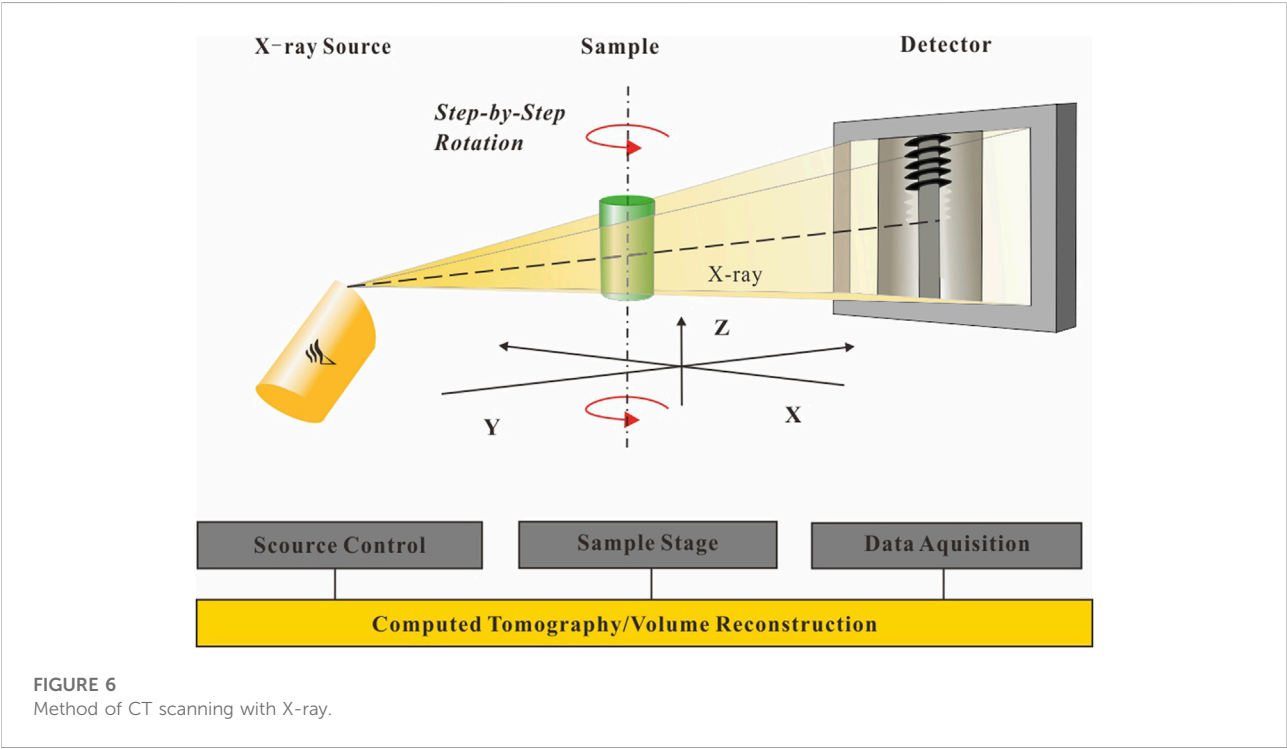 X-ray Source
Sample
Detector
Step-by-Step
Rotation
X-ray
Z
Y
X
Scource Control
Sample Stage
Data Aquisition
Computed Tomography/Volume Reconstruction
FIGURE 6
Method of CT scanning with X-ray.